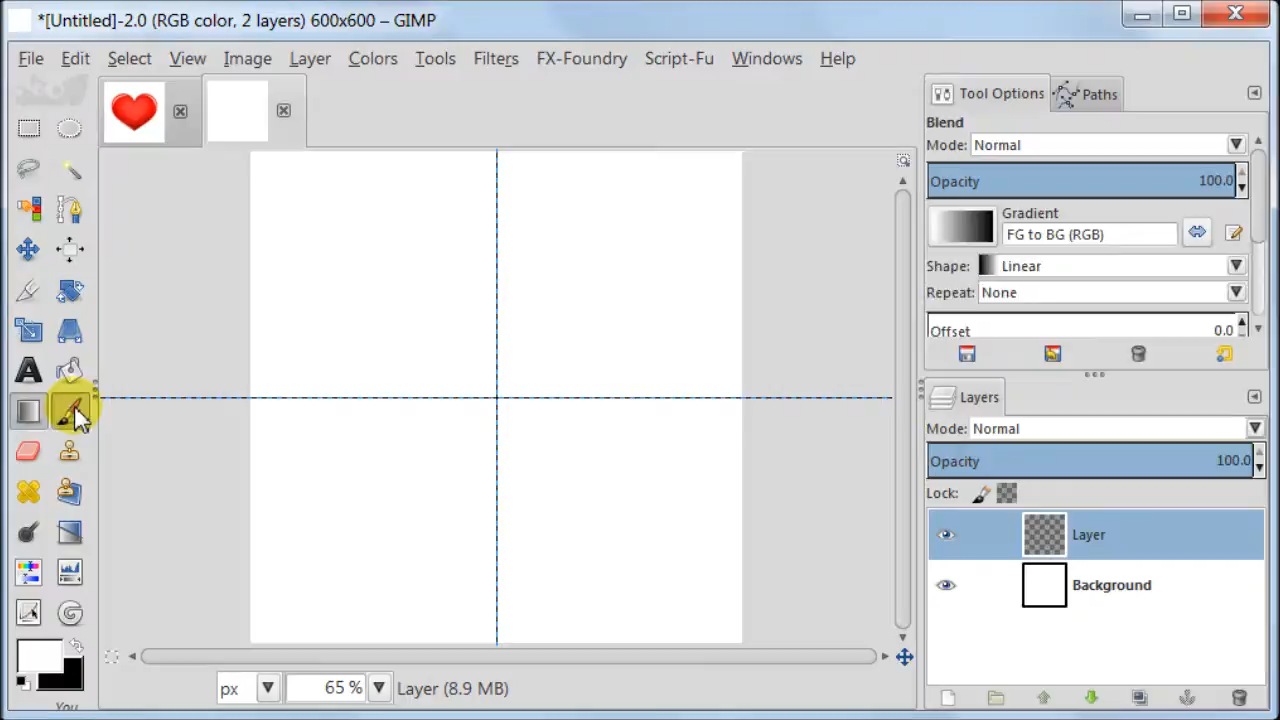 *[Untitled]-2.0 (RGB color, 2 layers) 600x600 – GIMP
File Edit Select View Image Layer Colors Tools Filters FX-Foundry Script-Fu Windows Help
Tool Options Paths
Blend
Mode: Normal
Opacity 100.0
Gradient
FG to BG (RGB)
Shape: Linear
Repeat: None
Offset 0.0
Layers
Mode: Normal
Opacity 100.0
Lock:
Layer
Background
You
px 65 % Layer (8.9 MB)